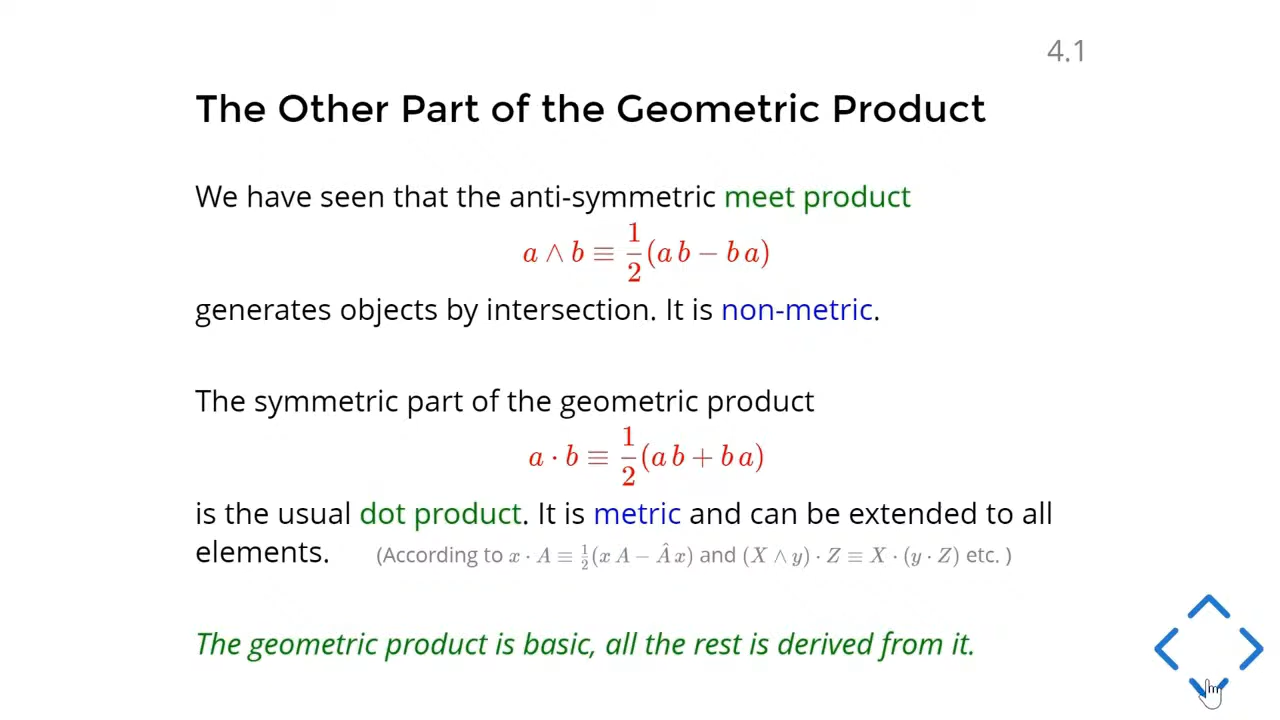 4.1
The Other Part of the Geometric Product
We have seen that the anti-symmetric meet product
a ∧ b ≡ 1/2 (a b − b a)
generates objects by intersection. It is non-metric.
The symmetric part of the geometric product
a · b ≡ 1/2 (a b + b a)
is the usual dot product. It is metric and can be extended to all
elements. (According to x · A ≡ 1/2 (x A − Â x) and (X ∧ y) · Z ≡ X · (y · Z) etc. )
The geometric product is basic, all the rest is derived from it.